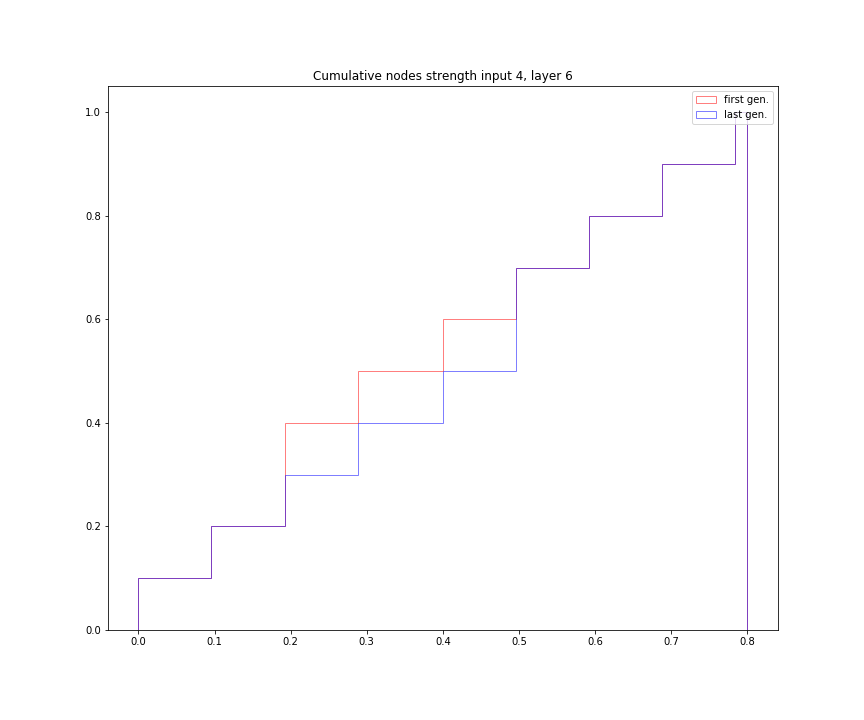 Cumulative nodes strength input 4, layer 6
first gen.
last gen.
1.0
0.8
0.6
0.4
0.2
0.0
0.0 0.1 0.2 0.3 0.4 0.5 0.6 0.7 0.8